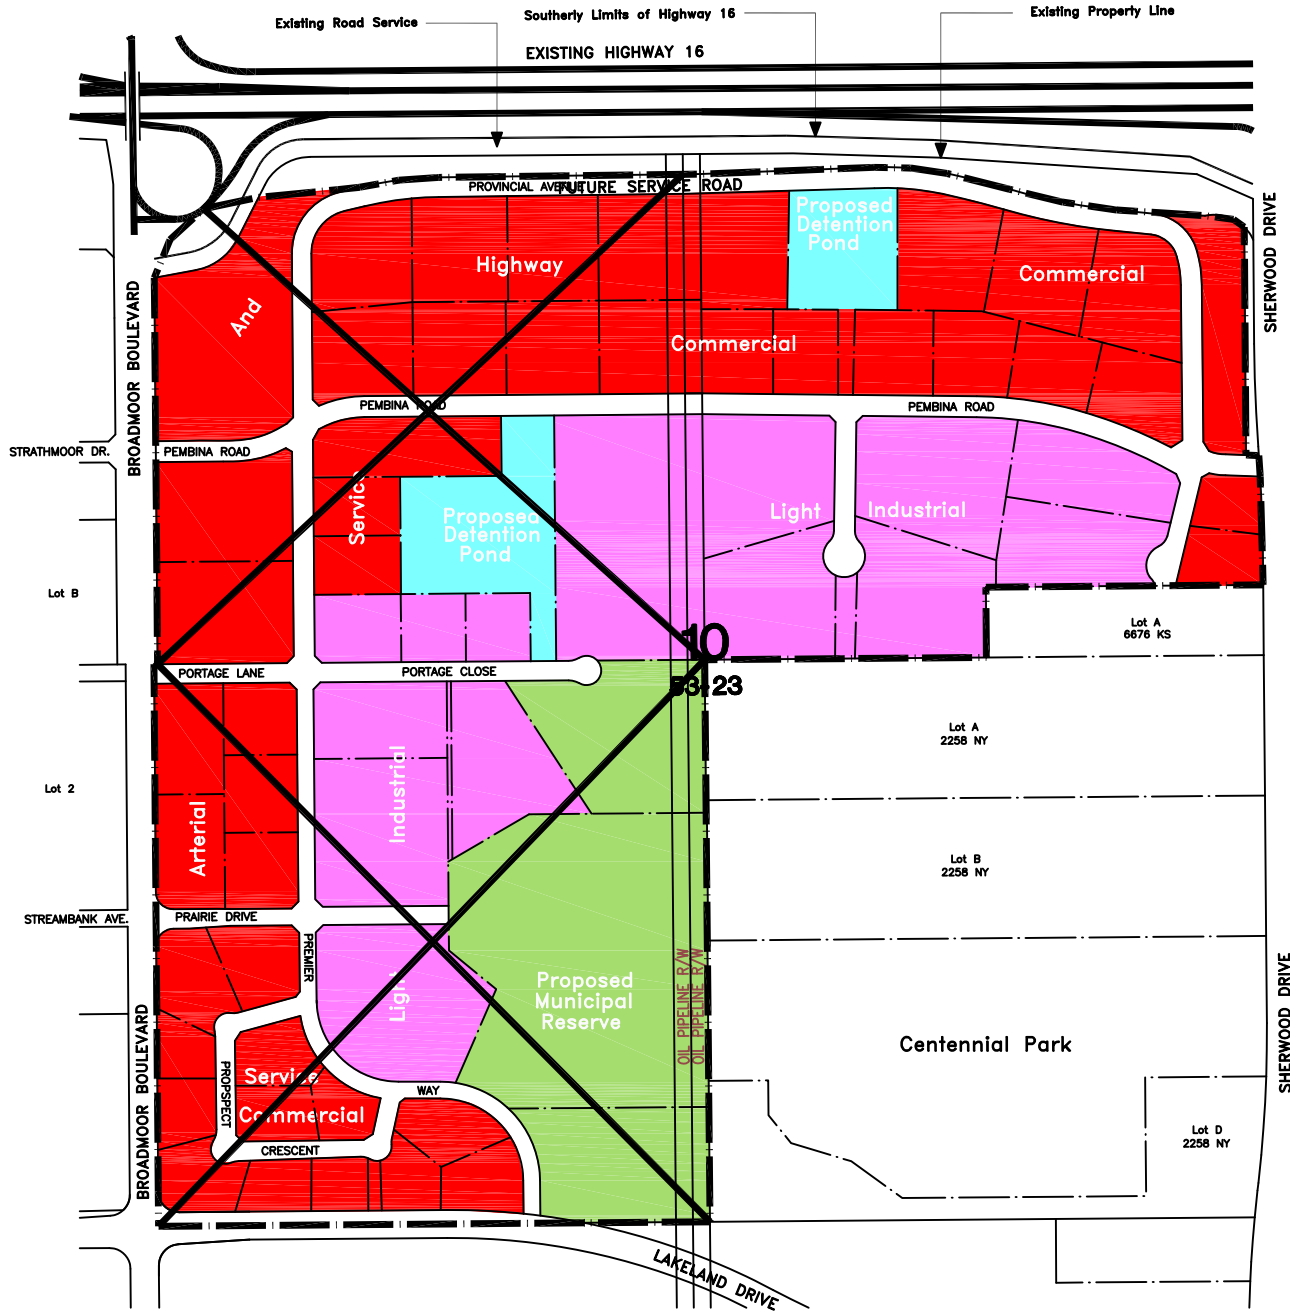 Existing Road Service
Southerly Limits of Highway 16
Existing Property Line
EXISTING HIGHWAY 16
PROVINCIAL AVENUE
FUTURE SERVICE ROAD
SHERWOOD DRIVE
Proposed
Detention
Pond
Highway
Commercial
And
Commercial
BROADMOOR BOULEVARD
PEMBINA ROAD
PEMBINA ROAD
STRATHMOOR DR.
PEMBINA ROAD
Service
Proposed
Detention
Pond
Light
Industrial
Lot B
Lot A
6676 KS
10
53-23
PORTAGE LANE
PORTAGE CLOSE
Lot A
2258 NY
Lot 2
Arterial
Industrial
Lot B
2258 NY
STREAMBANK AVE.
PRAIRIE DRIVE
PREMIER
Light
Proposed
Municipal
Reserve
OIL PIPELINE R/W
OIL PIPELINE R/W
SHERWOOD DRIVE
Centennial Park
BROADMOOR BOULEVARD
PROPSPECT
Service
Commercial
WAY
CRESCENT
Lot D
2258 NY
LAKELAND DRIVE